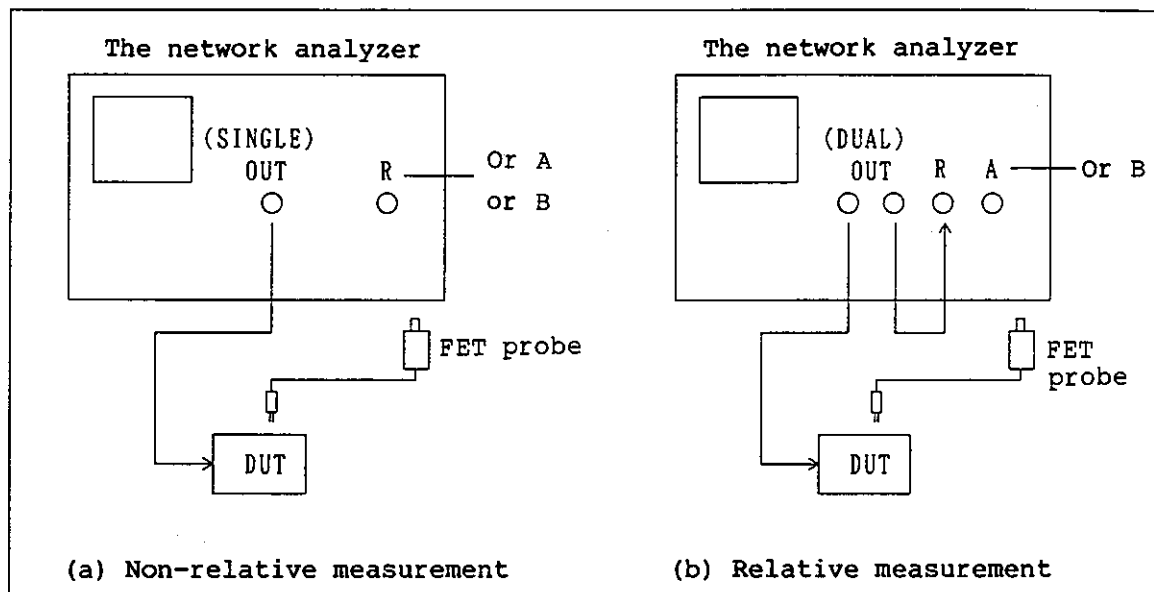 The network analyzer
(SINGLE)
OUT
R
Or A
or B
FET probe
DUT
(a) Non-relative measurement
The network analyzer
(DUAL)
OUT
R
A
Or B
FET
probe
DUT
(b) Relative measurement